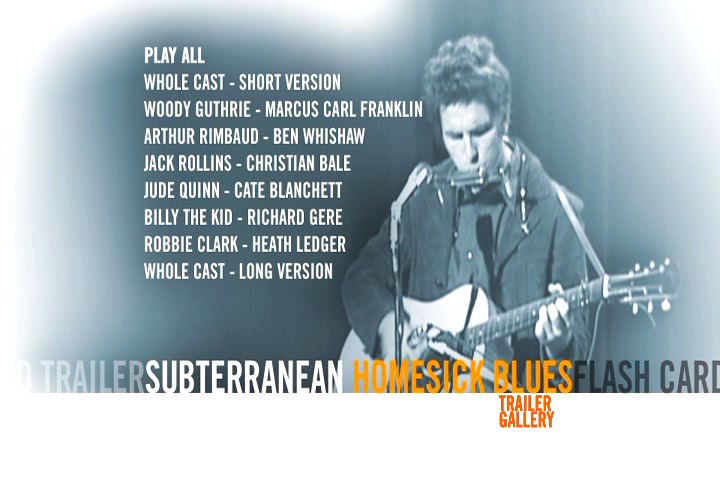 PLAY ALL
WHOLE CAST - SHORT VERSION
WOODY GUTHRIE - MARCUS CARL FRANKLIN
ARTHUR RIMBAUD - BEN WHISHAW
JACK ROLLINS - CHRISTIAN BALE
JUDE QUINN - CATE BLANCHETT
BILLY THE KID - RICHARD GERE
ROBBIE CLARK - HEATH LEDGER
WHOLE CAST - LONG VERSION
D TRAILER SUBTERRANEAN HOMESICK BLUES FLASH CARD
TRAILER
GALLERY